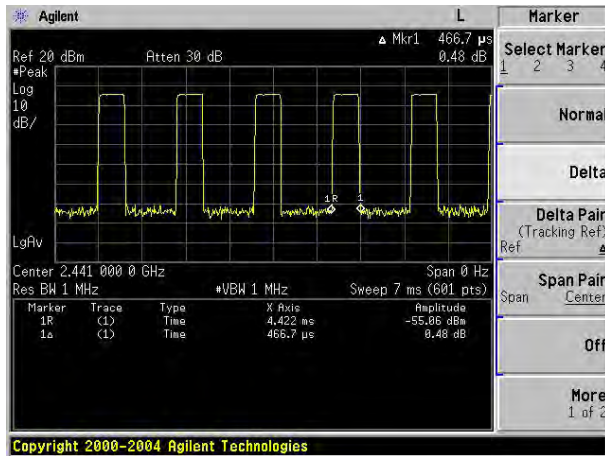 Agilent L Marker
Δ Mkr1 466.7 µs
Ref 20 dBm Atten 30 dB 0.48 dB
#Peak
Log
10
dB/
1R 1
LgAv
Center 2.441 000 0 GHz Span 0 Hz
Res BW 1 MHz #VBW 1 MHz Sweep 7 ms (601 pts)
Marker Trace Type X Axis Amplitude
1R (1) Time 4.422 ms -55.06 dBm
1Δ (1) Time 466.7 µs 0.48 dB
Select Marker
1 2 3 4
Normal
Delta
Delta Pair
(Tracking Ref)
Ref Δ
Span Pair
Span Center
Off
More
1 of 2
Copyright 2000-2004 Agilent Technologies